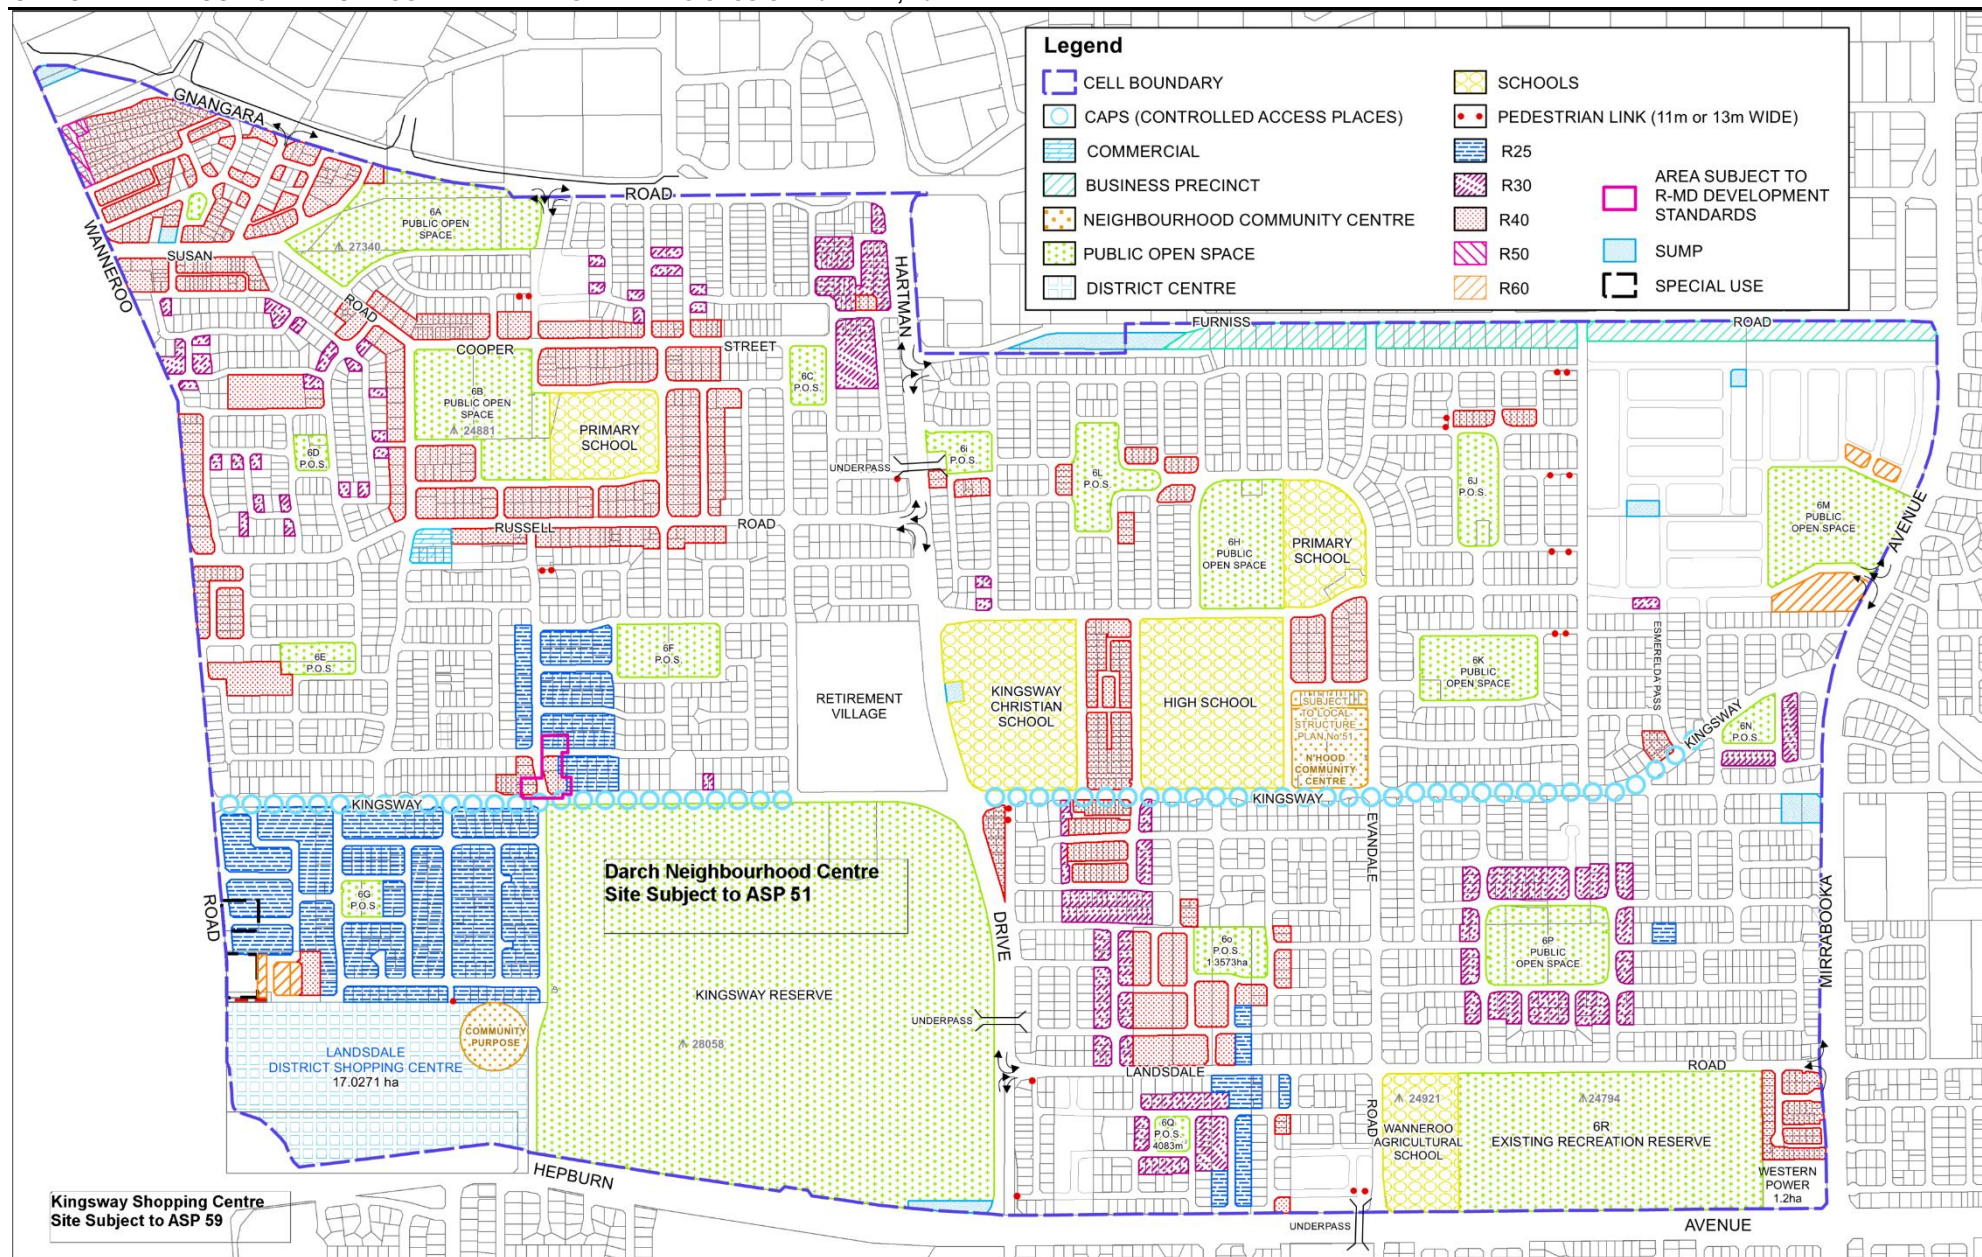 Legend
CELL BOUNDARY
CAPS (CONTROLLED ACCESS PLACES)
COMMERCIAL
BUSINESS PRECINCT
NEIGHBOURHOOD COMMUNITY CENTRE
PUBLIC OPEN SPACE
DISTRICT CENTRE
SCHOOLS
PEDESTRIAN LINK (11m or 13m WIDE)
R25
R30
R40
R50
R60
AREA SUBJECT TO
R-MD DEVELOPMENT
STANDARDS
SUMP
SPECIAL USE
GNANGARA
ROAD
WANNEROO
6A
PUBLIC OPEN
SPACE
27340
SUSAN
ROAD
HARTMAN
FURNISS
ROAD
COOPER
STREET
6B
PUBLIC OPEN
SPACE
24881
PRIMARY
SCHOOL
6C
P.O.S.
6D
P.O.S.
UNDERPASS
6i
P.O.S.
6L
P.O.S.
6J
P.O.S.
6M
PUBLIC
OPEN SPACE
AVENUE
RUSSELL
ROAD
6H
PUBLIC
OPEN SPACE
PRIMARY
SCHOOL
6E
P.O.S.
6F
P.O.S.
RETIREMENT
VILLAGE
KINGSWAY
CHRISTIAN
SCHOOL
HIGH SCHOOL
SUBJECT
TO LOCAL
STRUCTURE
PLAN No'51
N'HOOD
COMMUNITY
CENTRE
6K
PUBLIC
OPEN SPACE
ESMERELDA PASS
KINGSWAY
6N
P.O.S.
KINGSWAY
KINGSWAY
EVANDALE
Darch Neighbourhood Centre
Site Subject to ASP 51
6G
P.O.S.
ROAD
DRIVE
6o
P.O.S.
1.3573ha
6P
PUBLIC
OPEN SPACE
MIRRABOOKA
KINGSWAY RESERVE
28058
UNDERPASS
COMMUNITY
PURPOSE
LANDSDALE
DISTRICT SHOPPING CENTRE
17.0271 ha
LANDSDALE
ROAD
6Q
P.O.S.
4083m²
ROAD
24921
WANNEROO
AGRICULTURAL
SCHOOL
24794
6R
EXISTING RECREATION RESERVE
WESTERN
POWER
1.2ha
HEPBURN
UNDERPASS
AVENUE
Kingsway Shopping Centre
Site Subject to ASP 59